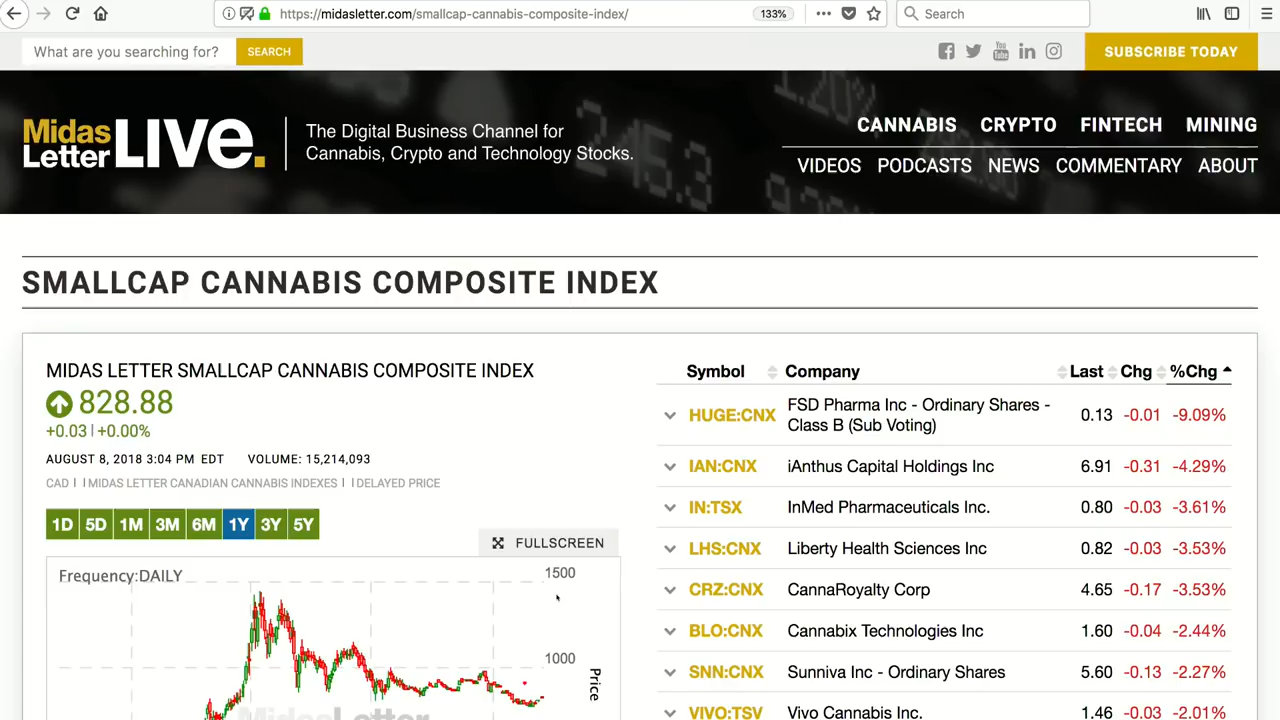 https://midasletter.com/smallcap-cannabis-composite-index/
133%
Search
What are you searching for?
SEARCH
SUBSCRIBE TODAY
Midas Letter LIVE.
The Digital Business Channel for
Cannabis, Crypto and Technology Stocks.
CANNABIS CRYPTO FINTECH MINING
VIDEOS PODCASTS NEWS COMMENTARY ABOUT
SMALLCAP CANNABIS COMPOSITE INDEX
MIDAS LETTER SMALLCAP CANNABIS COMPOSITE INDEX
828.88
+0.03 | +0.00%
AUGUST 8, 2018 3:04 PM EDT VOLUME: 15,214,093
CAD | | MIDAS LETTER CANADIAN CANNABIS INDEXES | | DELAYED PRICE
1D 5D 1M 3M 6M 1Y 3Y 5Y
FULLSCREEN
Frequency:DAILY
1500
1000
Price
MidasLetter
Symbol Company Last Chg %Chg
HUGE:CNX FSD Pharma Inc - Ordinary Shares -
Class B (Sub Voting) 0.13 -0.01 -9.09%
IAN:CNX iAnthus Capital Holdings Inc 6.91 -0.31 -4.29%
IN:TSX InMed Pharmaceuticals Inc. 0.80 -0.03 -3.61%
LHS:CNX Liberty Health Sciences Inc 0.82 -0.03 -3.53%
CRZ:CNX CannaRoyalty Corp 4.65 -0.17 -3.53%
BLO:CNX Cannabix Technologies Inc 1.60 -0.04 -2.44%
SNN:CNX Sunniva Inc - Ordinary Shares 5.60 -0.13 -2.27%
VIVO:TSV Vivo Cannabis Inc. 1.46 -0.03 -2.01%